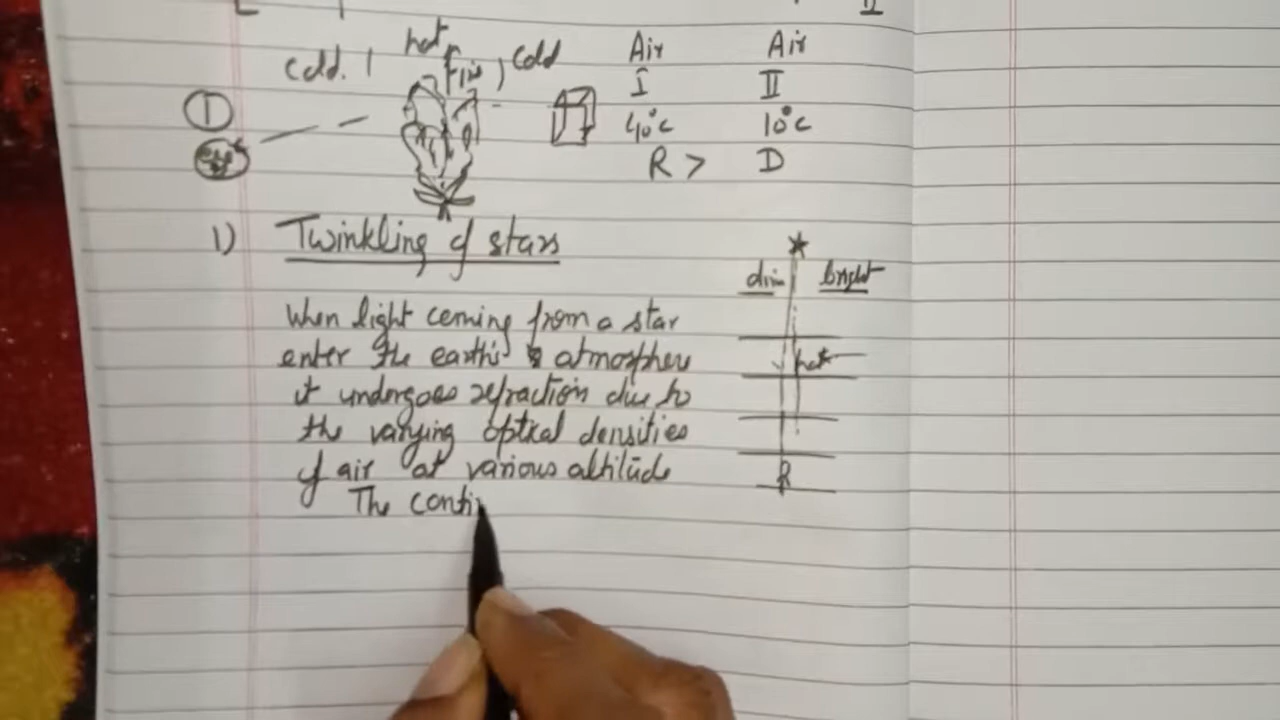 II
hot
cold. | fire, cold
Air Air
I II
① 40°c 10°c
R > D
1) Twinkling of stars
dim bright
When light coming from a star
enter the earth's atmosphere
hot
it undergoes refraction due to
the varying optical densities
of air at various altitude
R
The conti